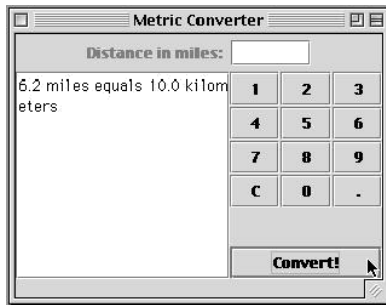 Metric Converter
Distance in miles:
6.2 miles equals 10.0 kilom
eters
1 2 3
4 5 6
7 8 9
C 0 .
Convert!